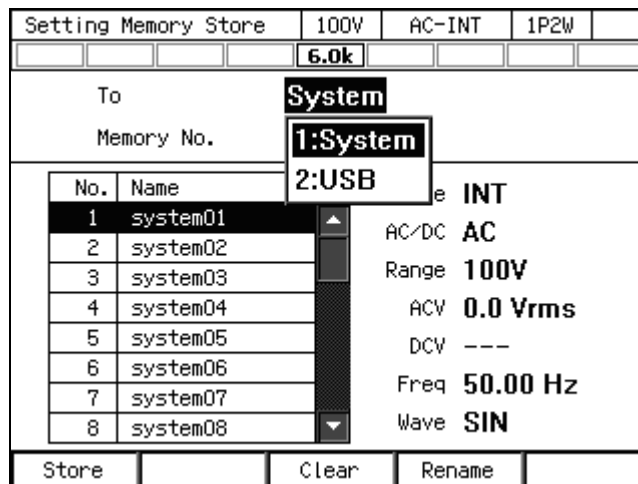 Setting Memory Store 100V AC-INT 1P2W
6.0k
To System
Memory No. 1:System
2:USB
No. Name
1 system01
2 system02
3 system03
4 system04
5 system05
6 system06
7 system07
8 system08
e INT
AC/DC AC
Range 100V
ACV 0.0 Vrms
DCV ---
Freq 50.00 Hz
Wave SIN
Store Clear Rename